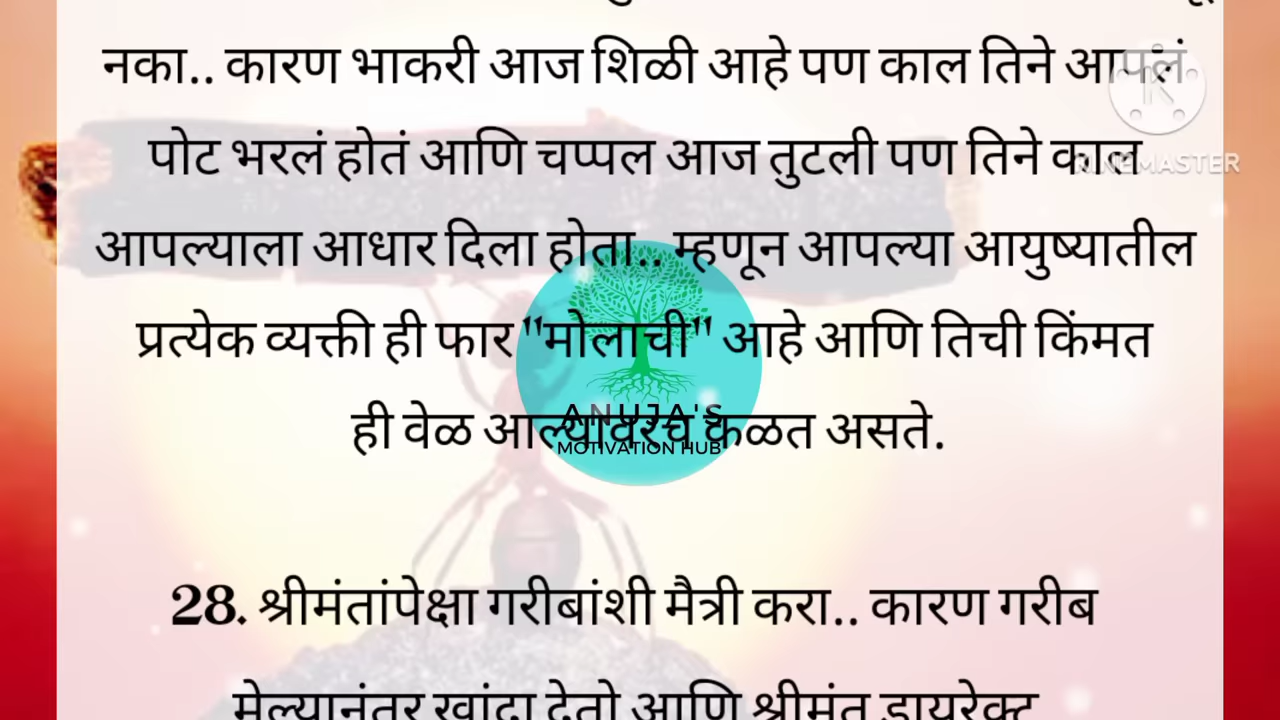 नका.. कारण भाकरी आज शिळी आहे पण काल तिने आपलं
पोट भरलं होतं आणि चप्पल आज तुटली पण तिने काल
KINEMASTER
आपल्याला आधार दिला होता.. म्हणून आपल्या आयुष्यातील
प्रत्येक व्यक्ती ही फार "मोलाची" आहे आणि तिची किंमत
ही वेळ आल्यावरच कळत असते.
ANUJA'S
MOTIVATION HUB
28. श्रीमंतांपेक्षा गरीबांशी मैत्री करा.. कारण गरीब
मेल्यानंतर खांदा देतो आणि श्रीमंत डायरेक्ट